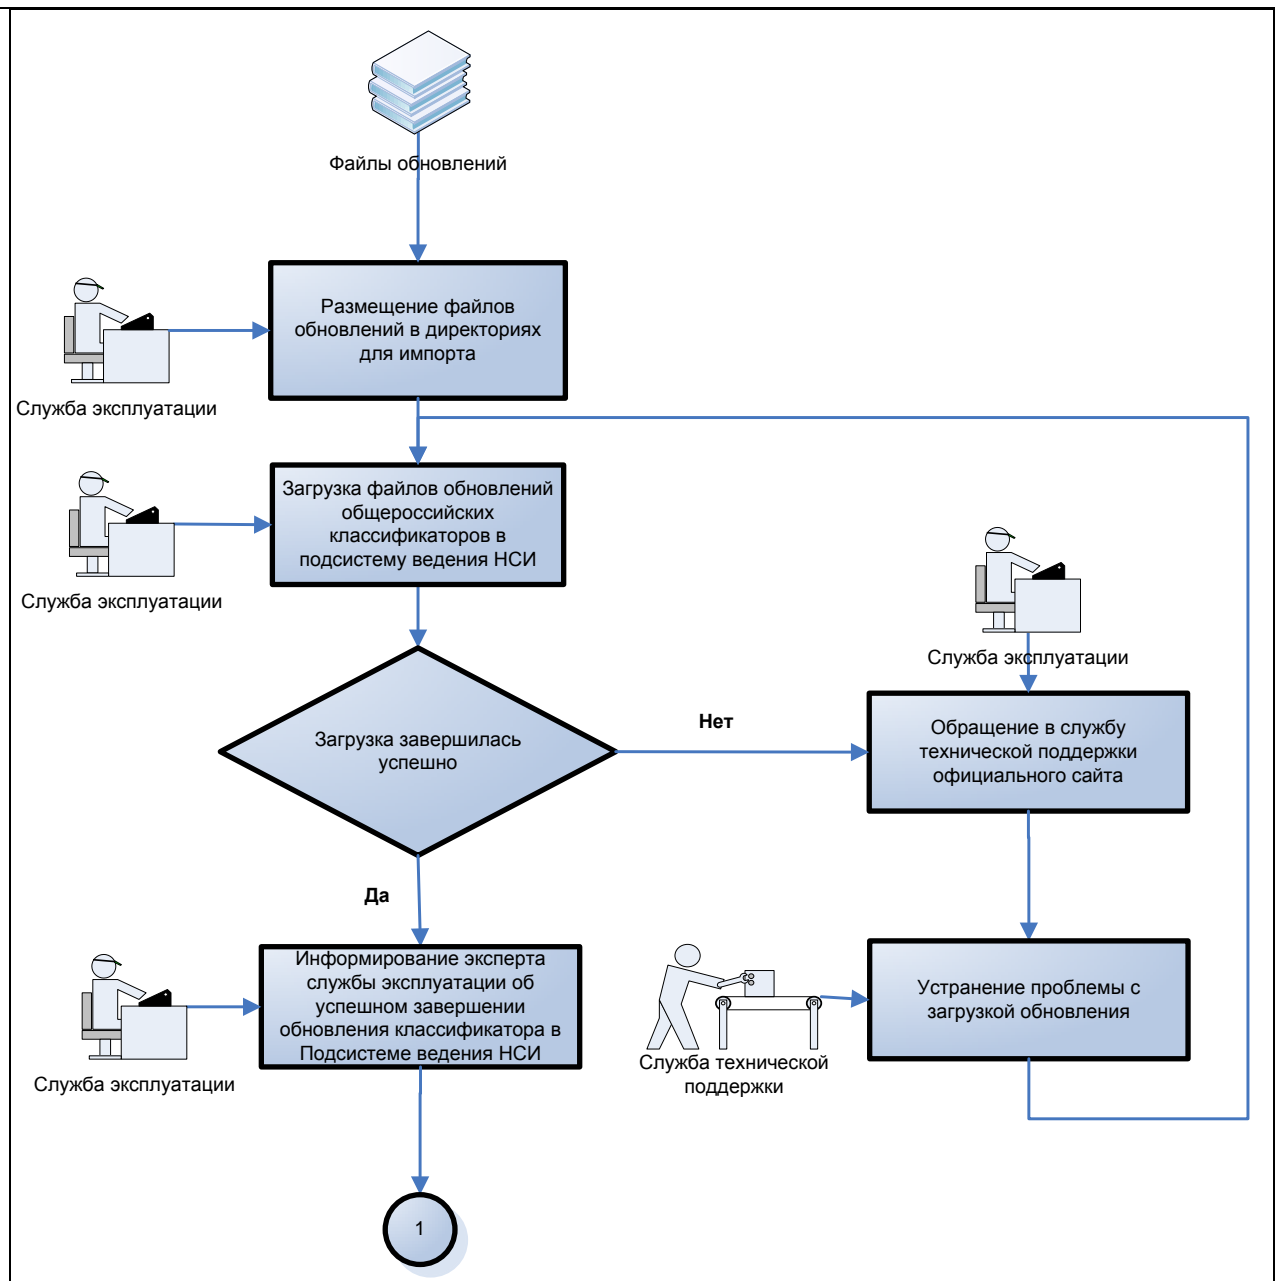 Файлы обновлений
Размещение файлов
обновлений в директориях
для импорта
Служба эксплуатации
Загрузка файлов обновлений
общероссийских
классификаторов в
подсистему ведения НСИ
Служба эксплуатации
Служба эксплуатации
Загрузка завершилась
успешно
Нет
Обращение в службу
технической поддержки
официального сайта
Да
Информирование эксперта
службы эксплуатации об
успешном завершении
обновления классификатора в
Подсистеме ведения НСИ
Служба эксплуатации
Устранение проблемы с
загрузкой обновления
Служба технической
поддержки
1